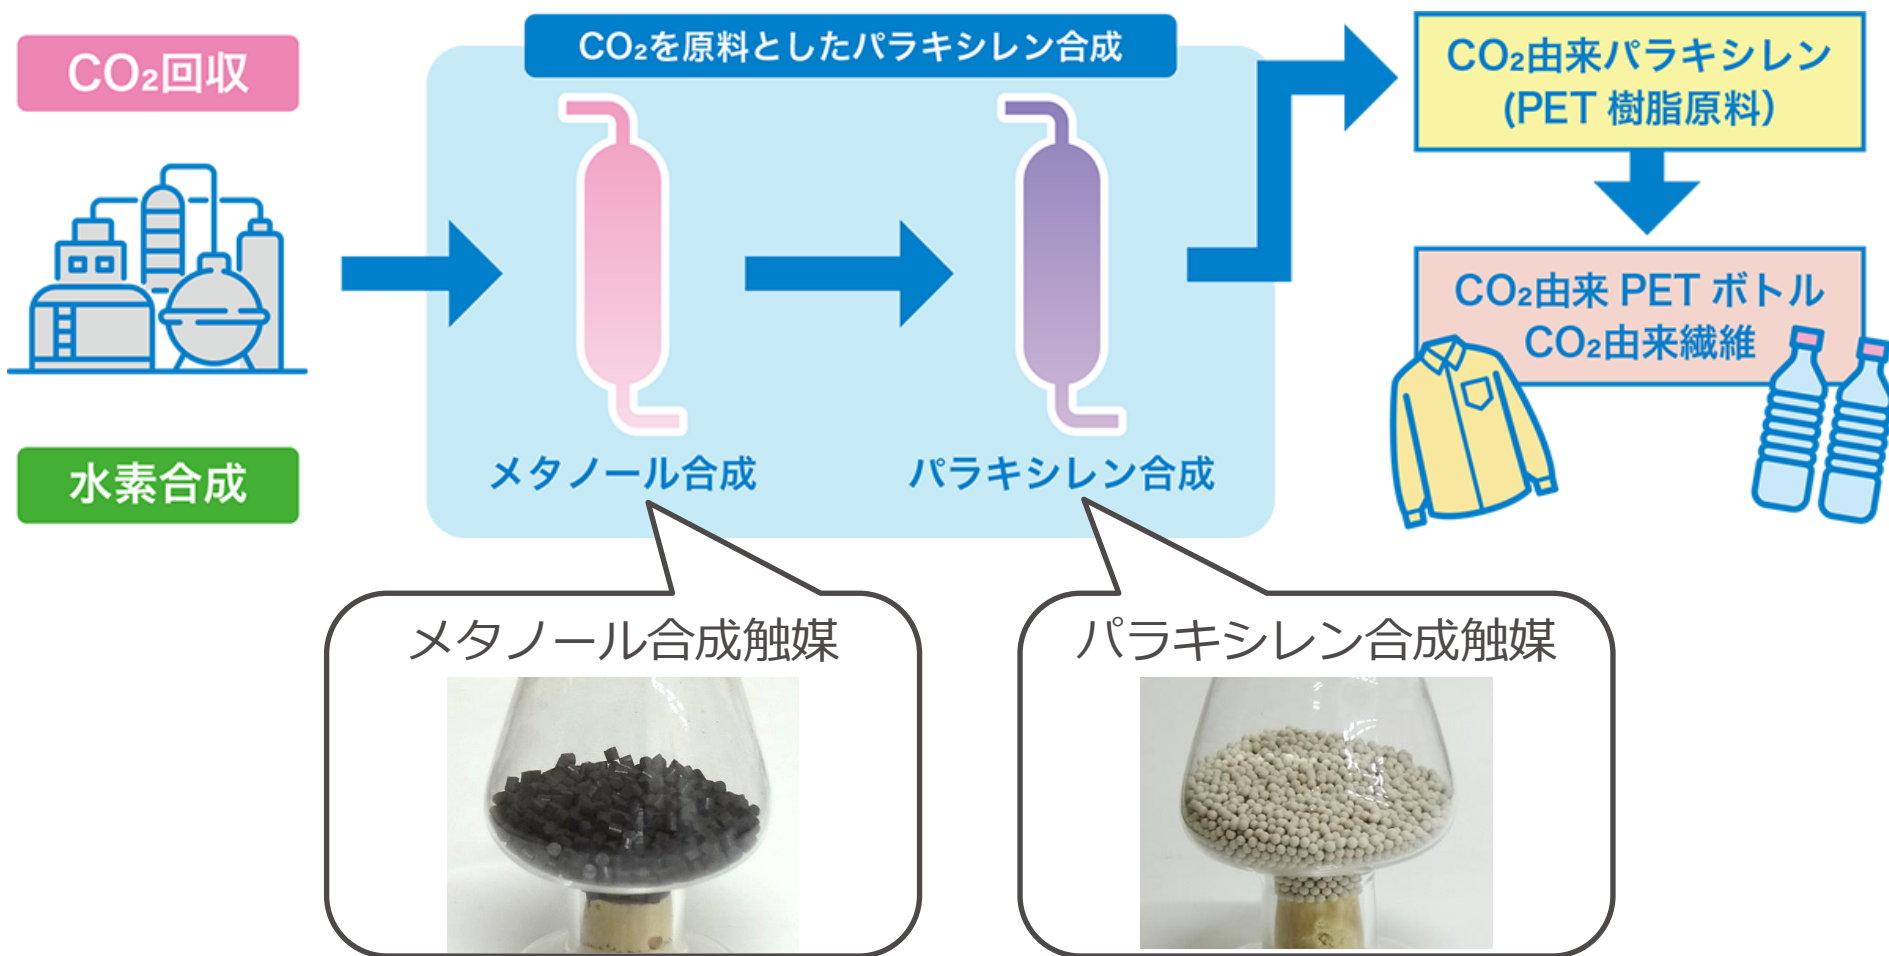 CO₂回収
水素合成
CO₂を原料としたパラキシレン合成
メタノール合成
パラキシレン合成
CO₂由来パラキシレン
(PET 樹脂原料)
CO₂由来 PET ボトル
CO₂由来繊維
メタノール合成触媒
パラキシレン合成触媒